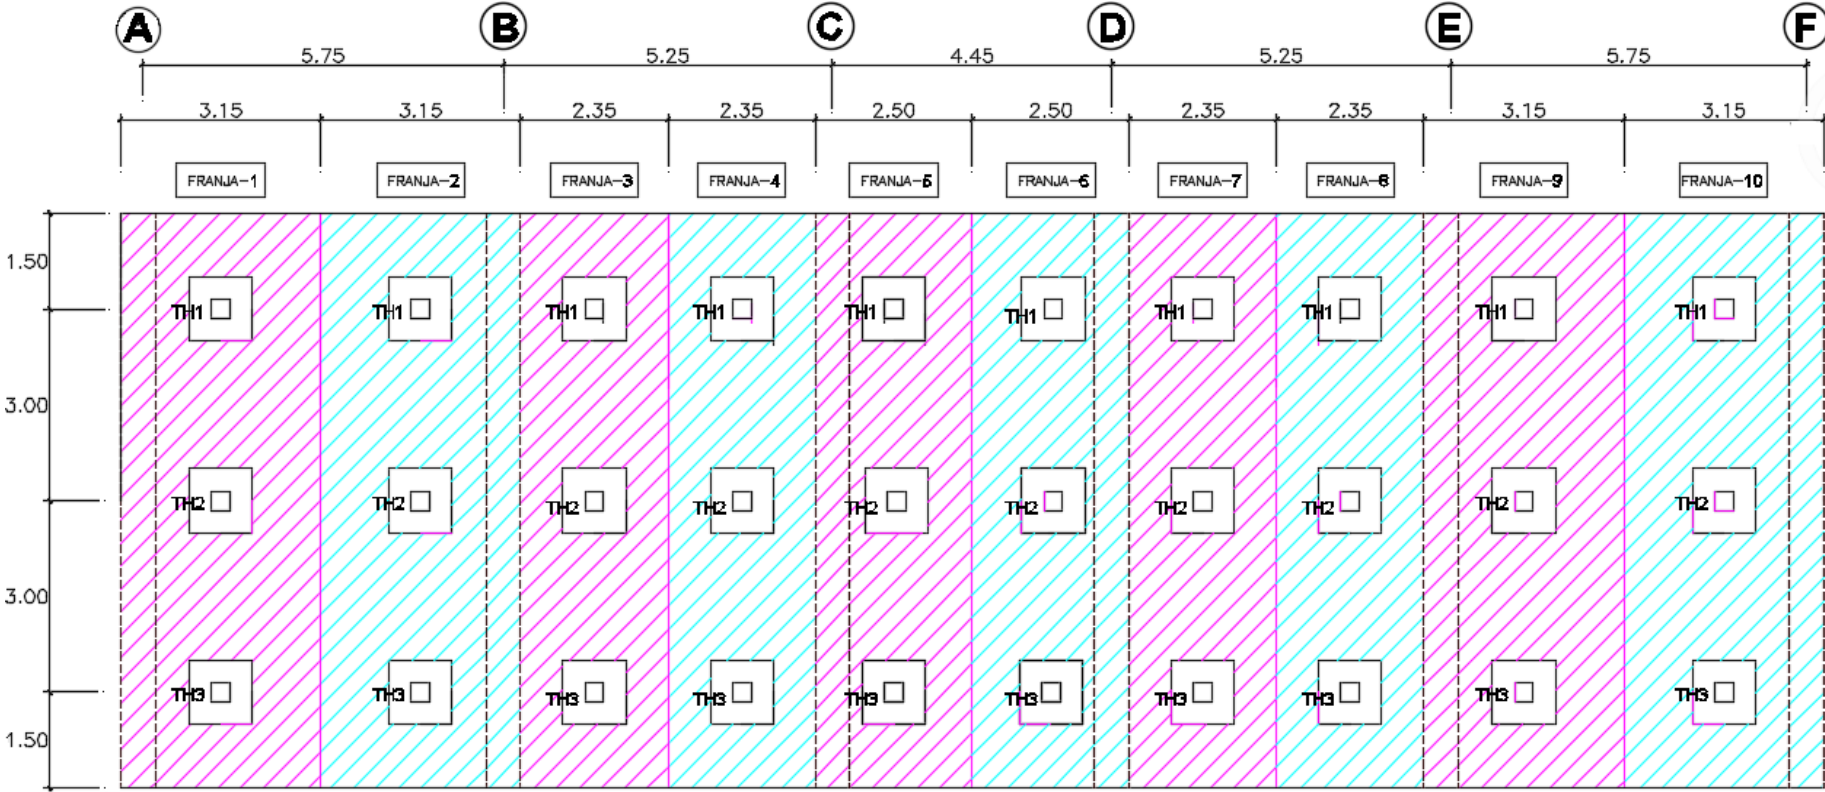 A B C D E F
5.75 5.25 4.45 5.25 5.75
3.15 3.15 2.35 2.35 2.50 2.50 2.35 2.35 3.15 3.15
FRANJA-1 FRANJA-2 FRANJA-3 FRANJA-4 FRANJA-5 FRANJA-6 FRANJA-7 FRANJA-8 FRANJA-9 FRANJA-10
1.50
TH1 TH1 TH1 TH1 TH1 TH1 TH1 TH1 TH1 TH1
3.00
TH2 TH2 TH2 TH2 TH2 TH2 TH2 TH2 TH2 TH2
3.00
TH3 TH3 TH3 TH3 TH3 TH3 TH3 TH3 TH3 TH3
1.50